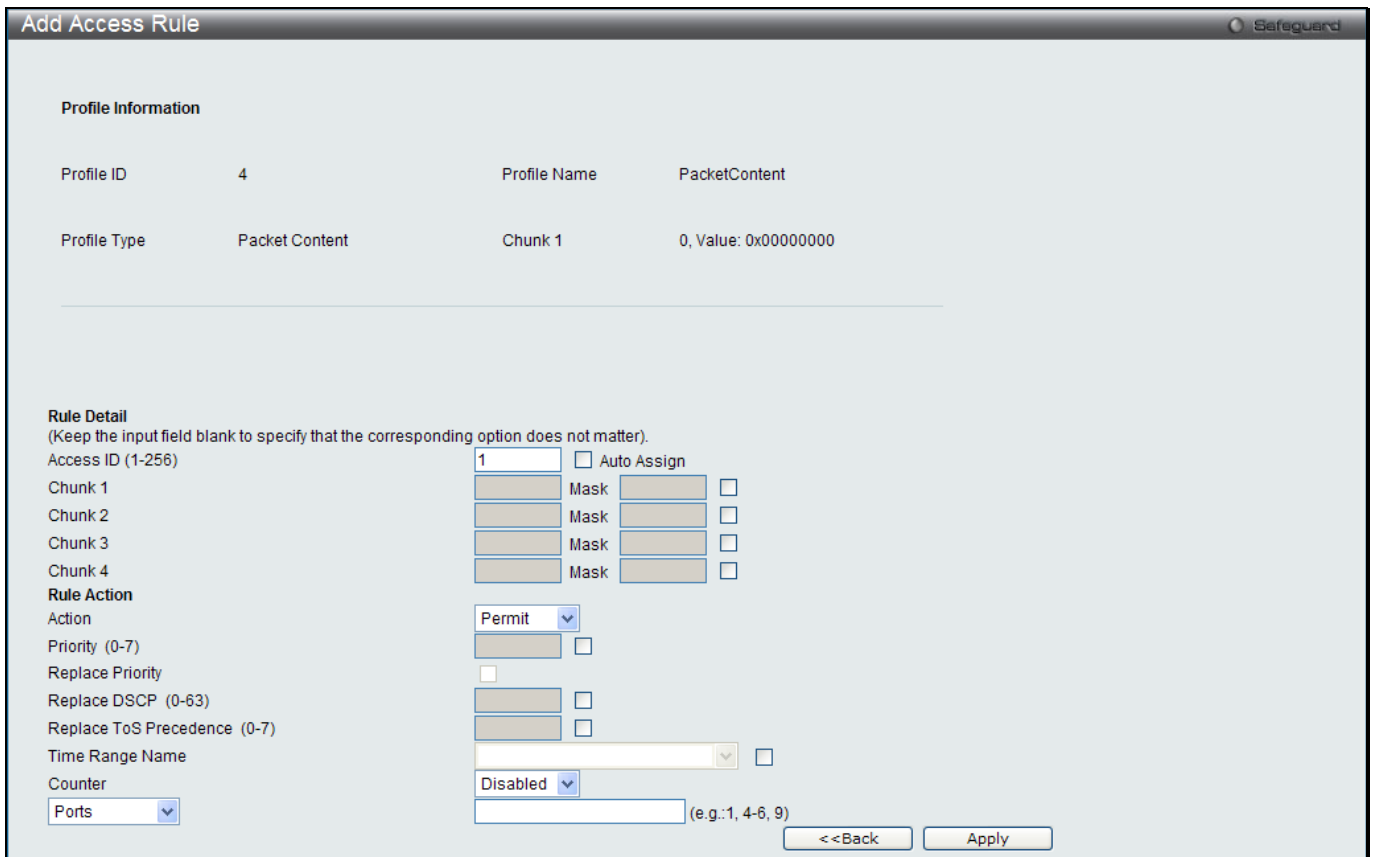 Add Access Rule
Safeguard
Profile Information
Profile ID 4 Profile Name PacketContent
Profile Type Packet Content Chunk 1 0, Value: 0x00000000
Rule Detail
(Keep the input field blank to specify that the corresponding option does not matter).
Access ID (1-256) 1 Auto Assign
Chunk 1 Mask
Chunk 2 Mask
Chunk 3 Mask
Chunk 4 Mask
Rule Action
Action Permit
Priority (0-7)
Replace Priority
Replace DSCP (0-63)
Replace ToS Precedence (0-7)
Time Range Name
Counter Disabled
Ports (e.g.:1, 4-6, 9)
<<Back Apply